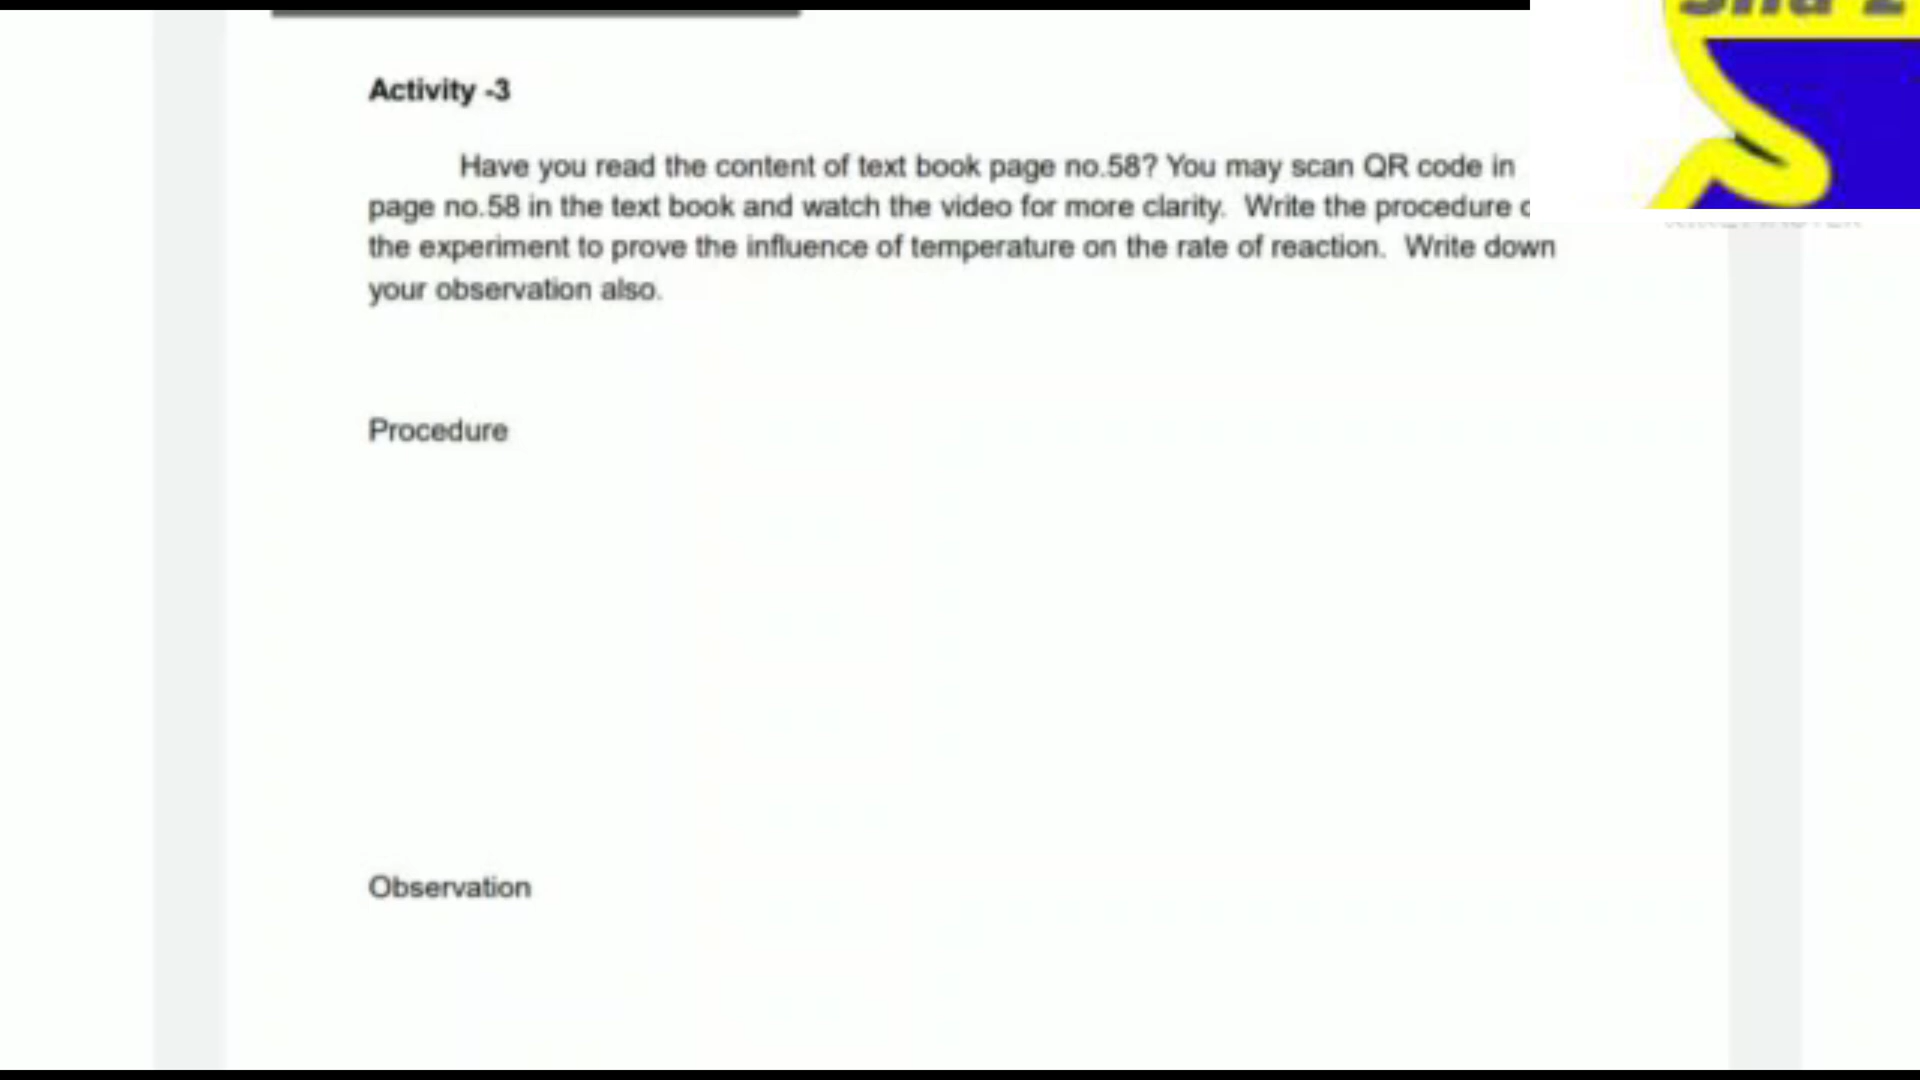 Activity -3
Have you read the content of text book page no.58? You may scan QR code in
page no.58 in the text book and watch the video for more clarity. Write the procedure
the experiment to prove the influence of temperature on the rate of reaction. Write down
your observation also.
Procedure
Observation